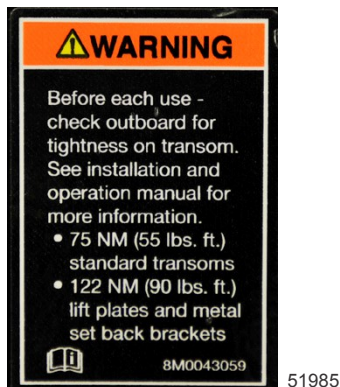 WARNING
Before each use -
check outboard for
tightness on transom.
See installation and
operation manual for
more information.
• 75 NM (55 lbs. ft.)
standard transoms
• 122 NM (90 lbs. ft.)
lift plates and metal
set back brackets
8M0043059
51985